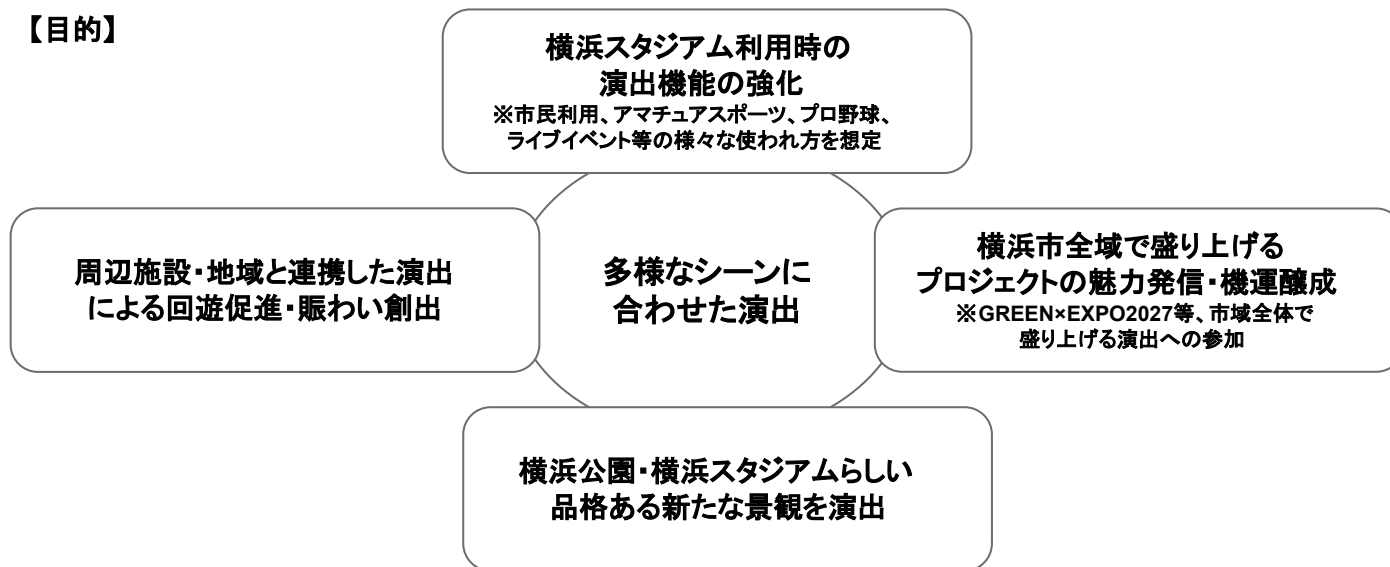 【目的】
横浜スタジアム利用時の
演出機能の強化
※市民利用、アマチュアスポーツ、プロ野球、
ライブイベント等の様々な使われ方を想定
周辺施設・地域と連携した演出
による回遊促進・賑わい創出
多様なシーンに
合わせた演出
横浜市全域で盛り上げる
プロジェクトの魅力発信・機運醸成
※GREEN×EXPO2027等、市域全体で
盛り上げる演出への参加
横浜公園・横浜スタジアムらしい
品格ある新たな景観を演出